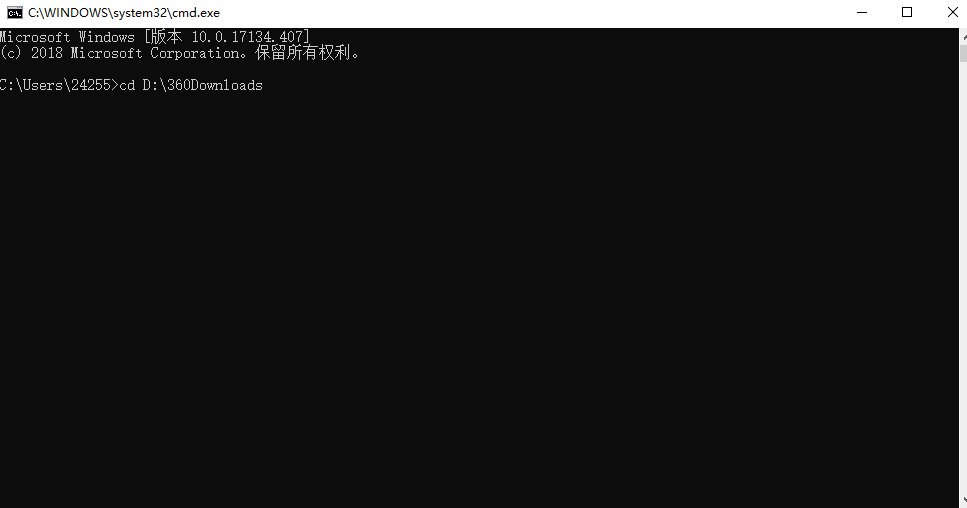 C:\WINDOWS\system32\cmd.exe
Microsoft Windows [版本 10.0.17134.407]
(c) 2018 Microsoft Corporation。保留所有权利。
C:\Users\24255>cd D:\360Downloads